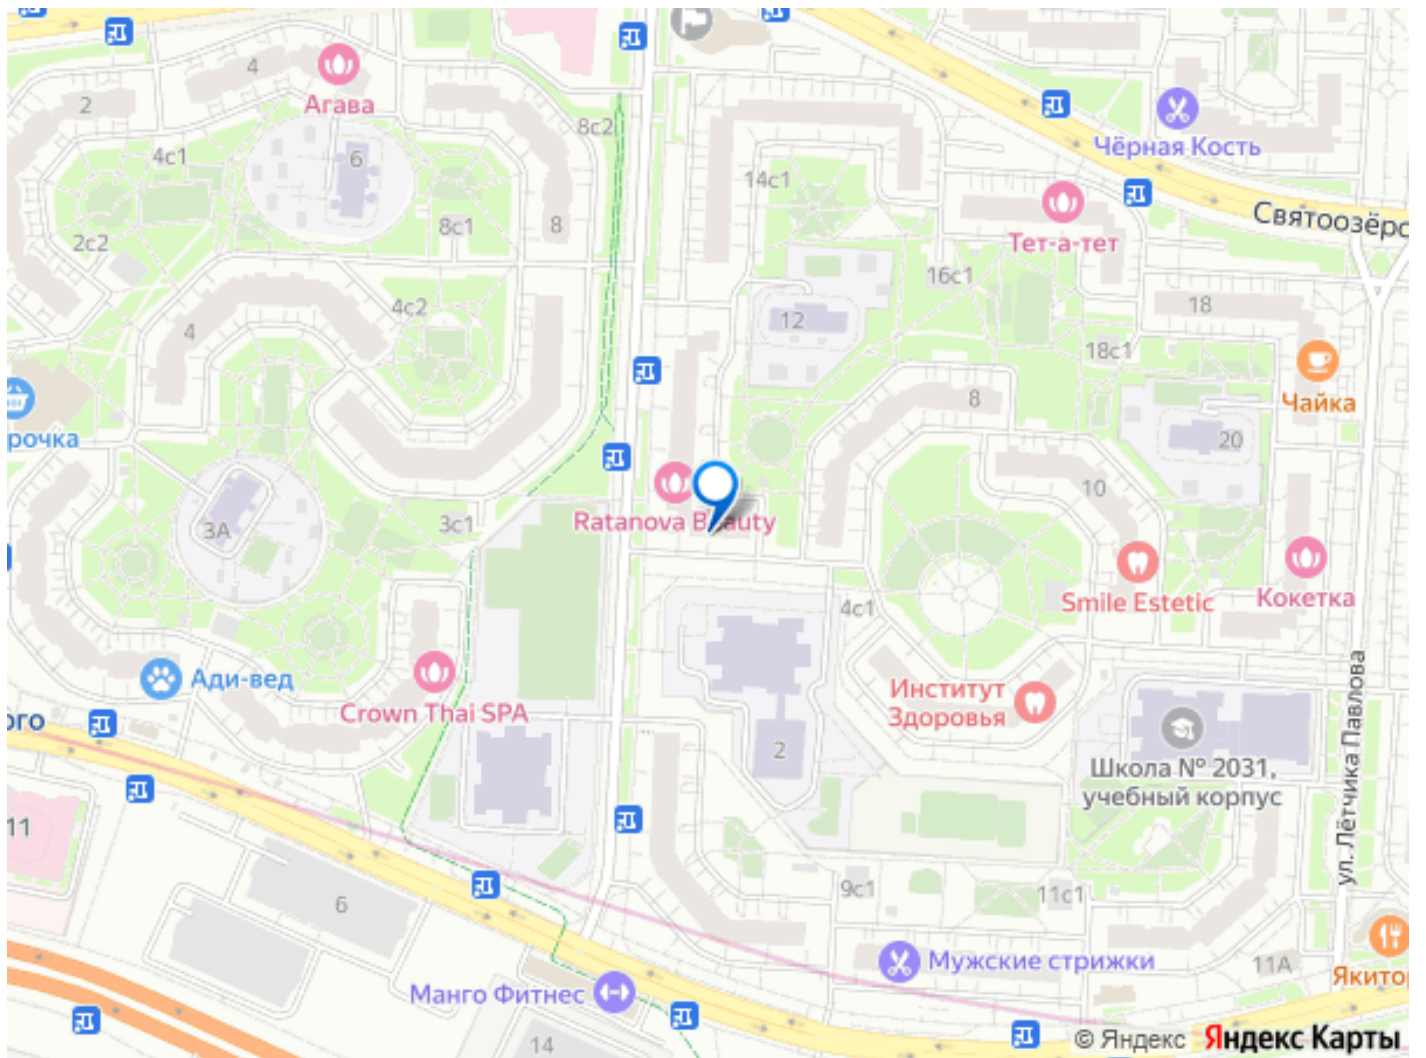 4
2
Агава
8с2
4с1
6
Чёрная Кость
14с1
8с1
8
2с2
Святоозёрс
Тет-а-тет
16с1
4с2
4
12
18
18с1
Чайка
8
рочка
20
10
3с1
3А
Ratanova Beauty
Smile Estetic
Кокетка
4с1
Ади-вед
Crown Thai SPA
Институт
Здоровья
ого
2
Школа № 2031,
учебный корпус
ул. Лётчика Павлова
11
6
9с1
11с1
Мужские стрижки
11А
Якитор
Манго Фитнес
14
© Яндекс Яндекс Карты